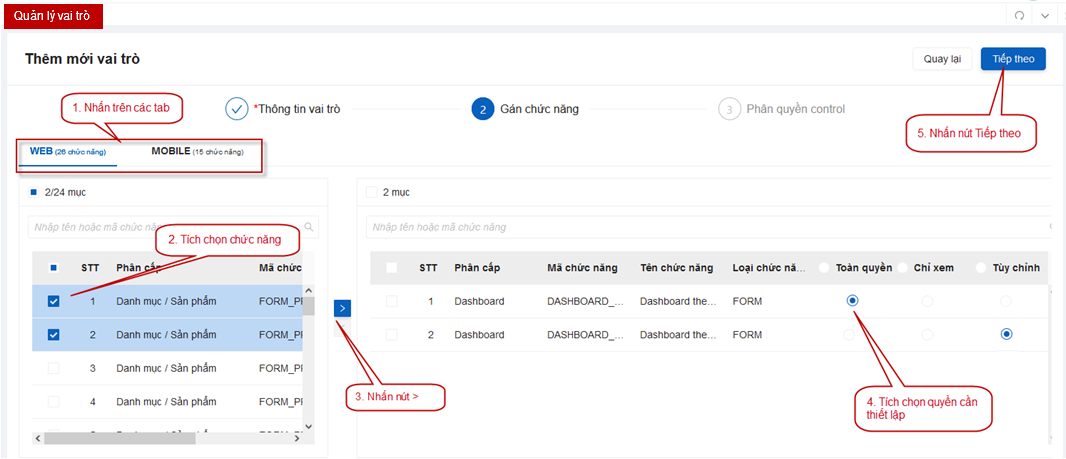 Quản lý vai trò
Thêm mới vai trò
Quay lại
Tiếp theo
1. Nhấn trên các tab
*Thông tin vai trò
2 Gán chức năng
3 Phân quyền control
5. Nhấn nút Tiếp theo
WEB (26 chức năng)
MOBILE (15 chức năng)
2/24 mục
2 mục
Nhập tên hoặc mã chức năn
Nhập tên hoặc mã chức năng
2. Tích chọn chức năng
STT Phân cấp Mã chức
1 Danh mục / Sản phẩm FORM_PF
2 Danh mục / Sản phẩm FORM_PF
3 Danh mục / Sản phẩm FORM_PF
4 Danh mục / Sản phẩm FORM_PF
>
3. Nhấn nút >
STT Phân cấp Mã chức năng Tên chức năng Loại chức nă... Toàn quyền Chỉ xem Tùy chỉnh
1 Dashboard DASHBOARD_... Dashboard the... FORM
2 Dashboard DASHBOARD_... Dashboard the... FORM
4. Tích chọn quyền cần
thiết lập